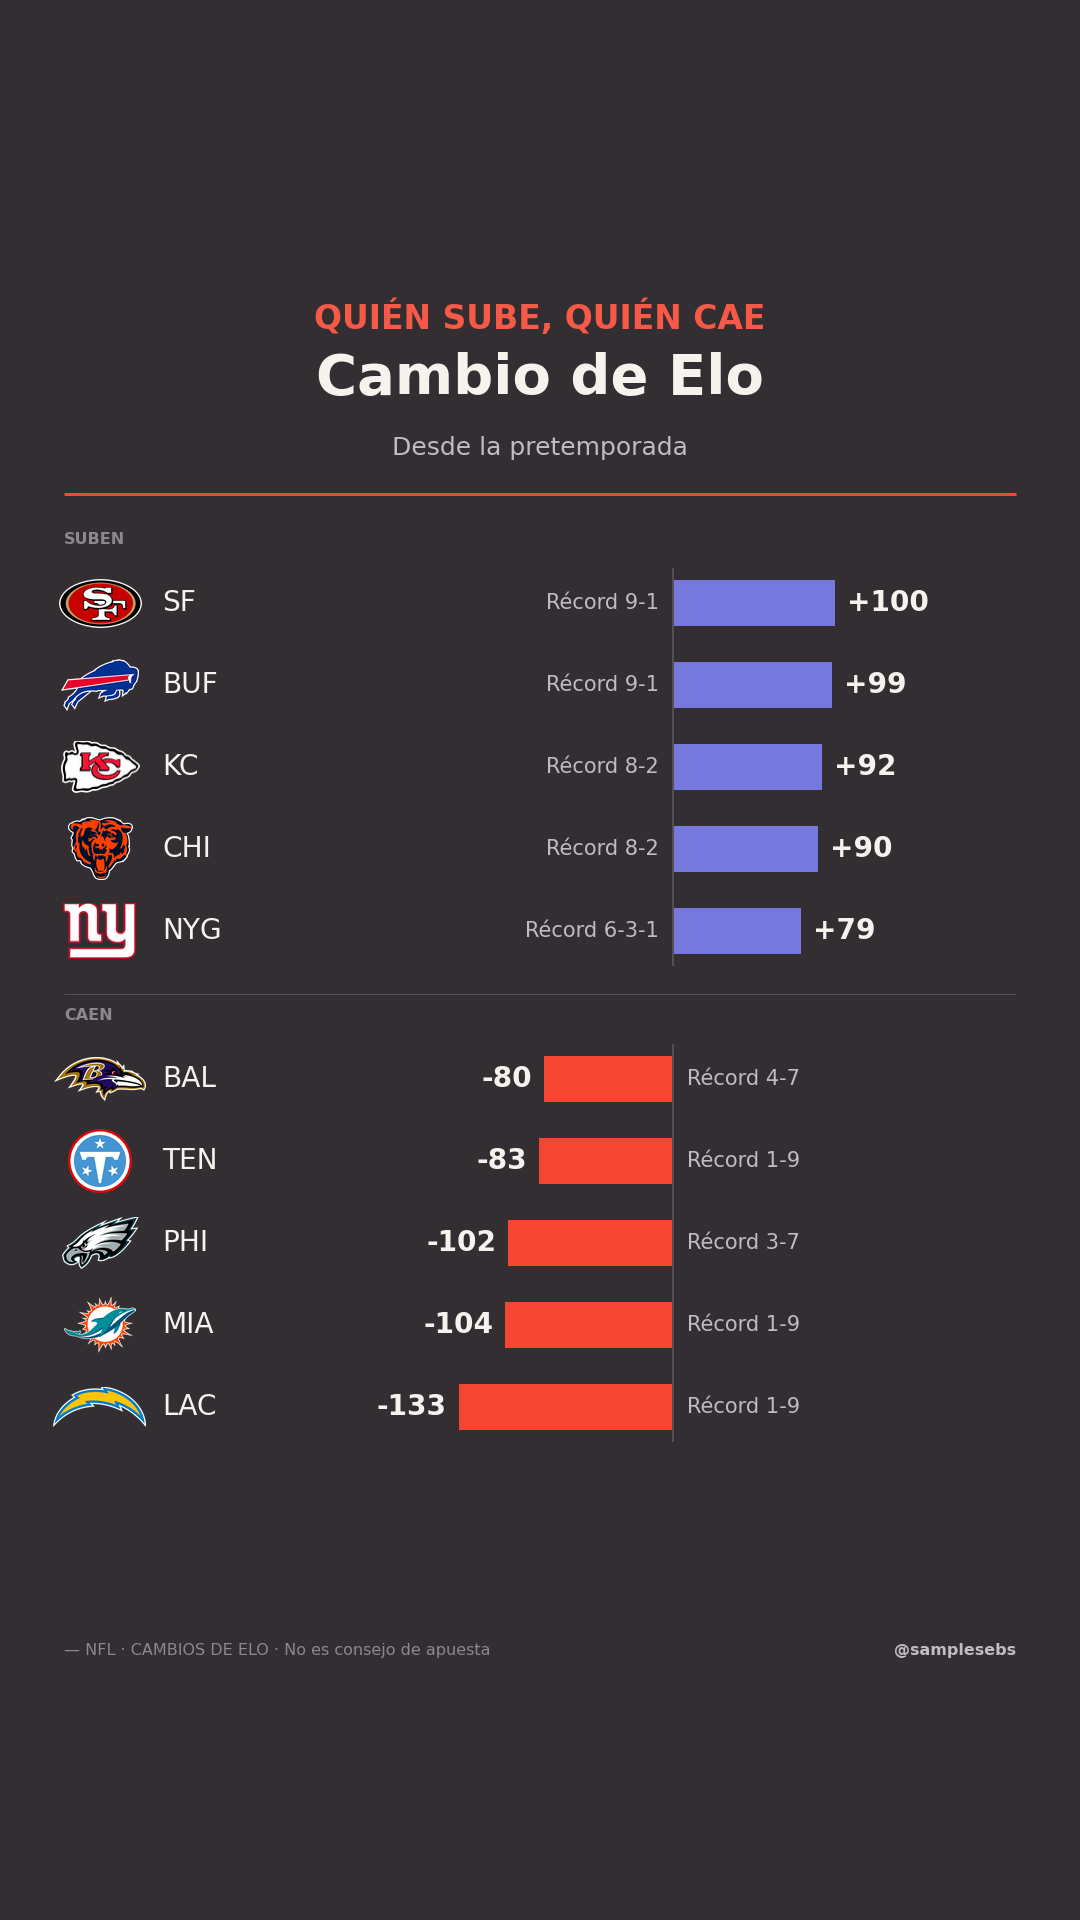 QUIÉN SUBE, QUIÉN CAE
Cambio de Elo
Desde la pretemporada
SUBEN
SF SF Récord 9-1 +100
BUF Récord 9-1 +99
KC KC Récord 8-2 +92
CHI Récord 8-2 +90
ny NYG Récord 6-3-1 +79
CAEN
B BAL -80 Récord 4-7
T TEN -83 Récord 1-9
PHI -102 Récord 3-7
MIA -104 Récord 1-9
LAC -133 Récord 1-9
— NFL · CAMBIOS DE ELO · No es consejo de apuesta @samplesebs